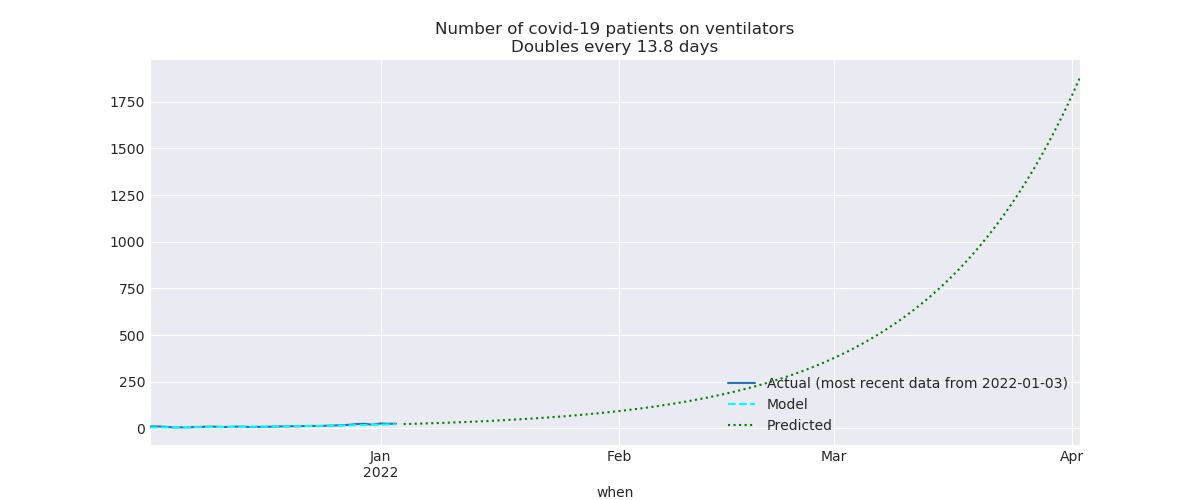 Number of covid-19 patients on ventilators
Doubles every 13.8 days
1750
1500
1250
1000
750
500
250
0
Actual (most recent data from 2022-01-03)
Model
Predicted
Jan
2022
Feb
Mar
Apr
when